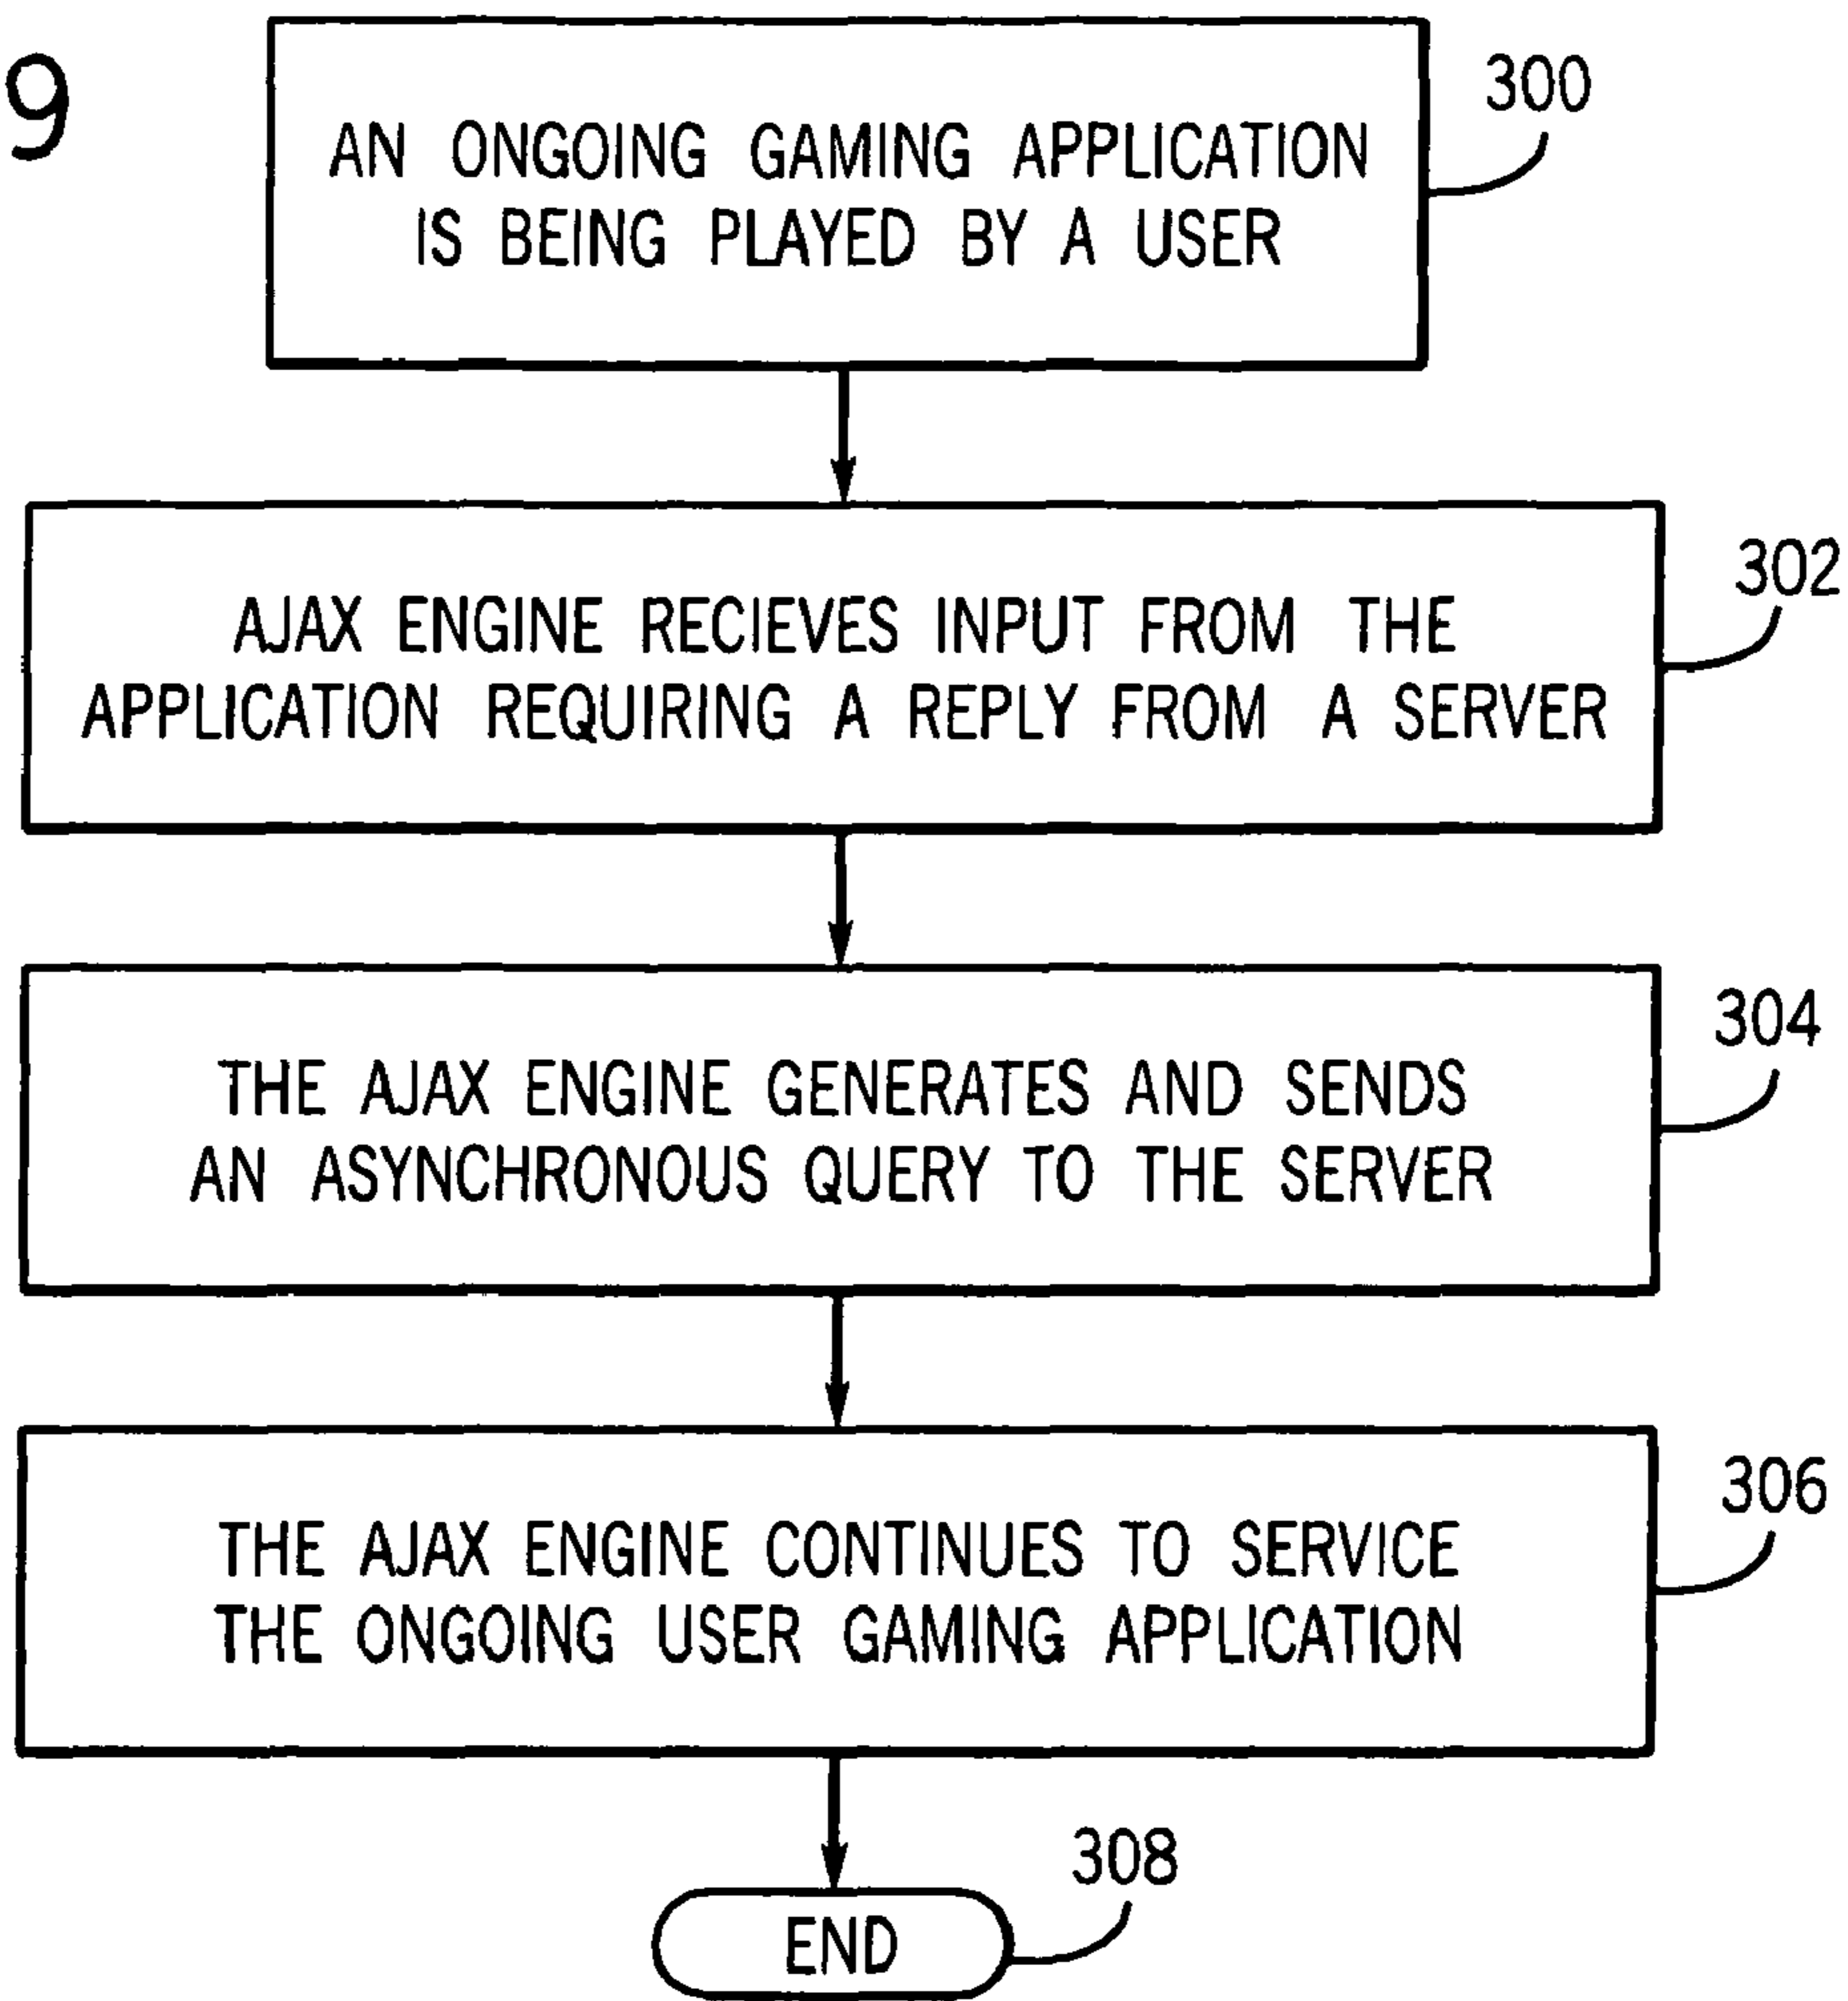 9
AN ONGOING GAMING APPLICATION
IS BEING PLAYED BY A USER
300
AJAX ENGINE RECIEVES INPUT FROM THE
APPLICATION REQUIRING A REPLY FROM A SERVER
302
THE AJAX ENGINE GENERATES AND SENDS
AN ASYNCHRONOUS QUERY TO THE SERVER
304
THE AJAX ENGINE CONTINUES TO SERVICE
THE ONGOING USER GAMING APPLICATION
306
END
308